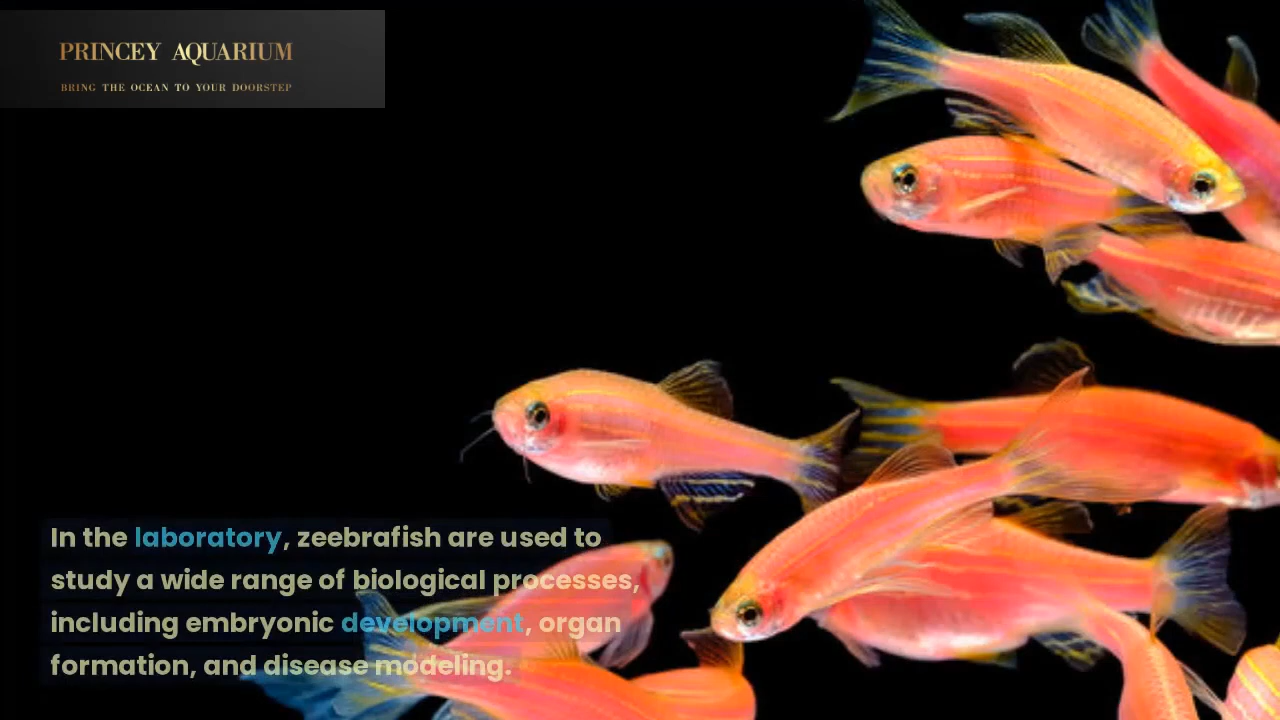 PRINCEY AQUARIUM
BRING THE OCEAN TO YOUR DOORSTEP
In the laboratory, zeebrafish are used to
study a wide range of biological processes,
including embryonic development, organ
formation, and disease modeling.